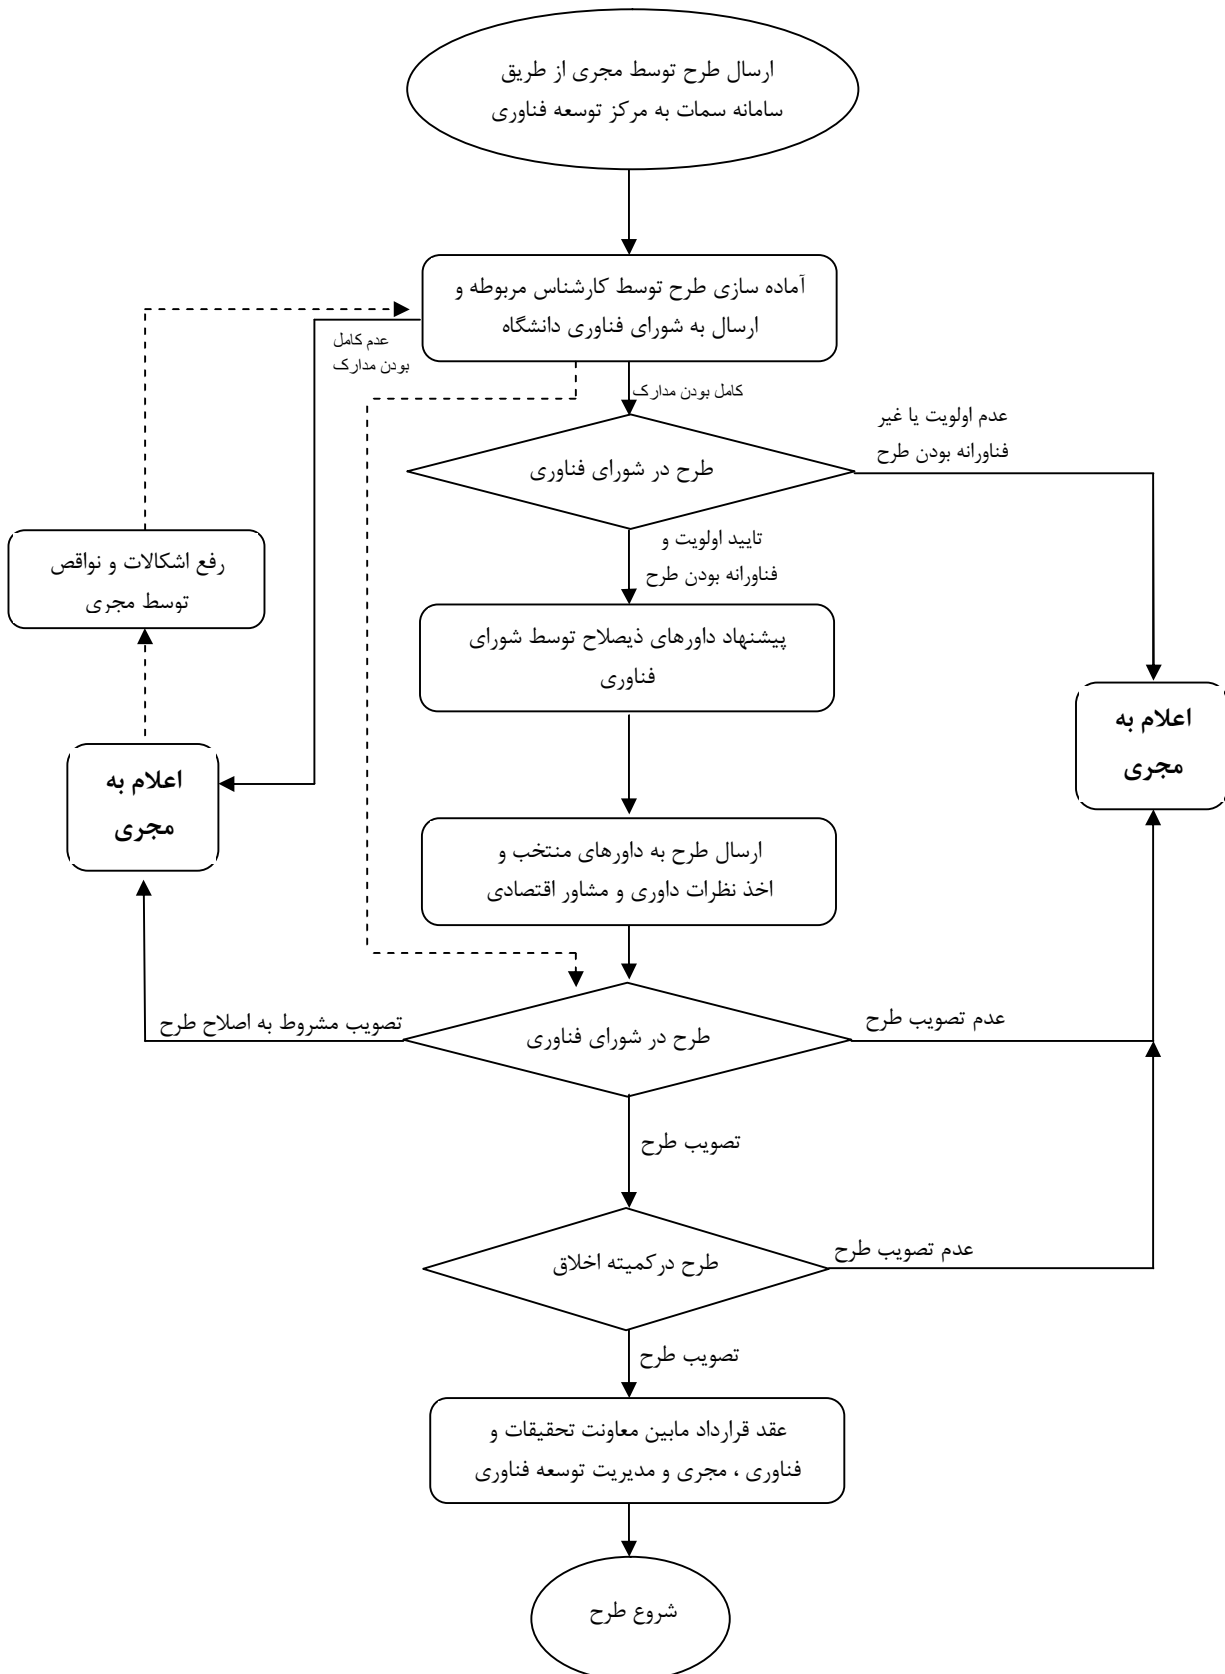 ارسال طرح توسط مجری از طریق
سامانه سمات به مرکز توسعه فناوری
آماده سازی طرح توسط کارشناس مربوطه و
ارسال به شورای فناوری دانشگاه
عدم کامل
بودن مدارک
کامل بودن مدارک
عدم اولویت یا غیر
فناورانه بودن طرح
طرح در شورای فناوری
تایید اولویت و
فناورانه بودن طرح
رفع اشکالات و نواقص
توسط مجری
پیشنهاد داورهای ذیصلاح توسط شورای
فناوری
اعلام به
مجری
اعلام به
مجری
ارسال طرح به داورهای منتخب و
اخذ نظرات داوری و مشاور اقتصادی
عدم تصویب طرح
طرح در شورای فناوری
تصویب مشروط به اصلاح طرح
تصویب طرح
عدم تصویب طرح
طرح درکمیته اخلاق
تصویب طرح
عقد قرارداد مابین معاونت تحقیقات و
فناوری ، مجری و مدیریت توسعه فناوری
شروع طرح